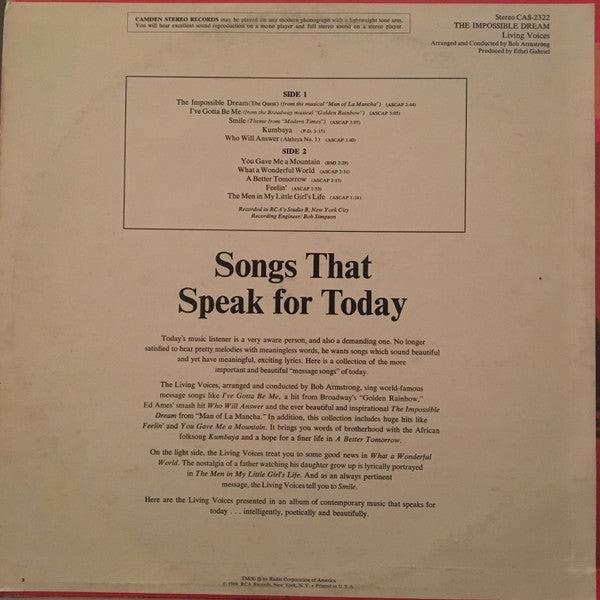 CAMDEN STEREO RECORDS may be played on any modern phonograph with a lightweight tone arm.
You will hear excellent sound reproduction on a mono player and full stereo sound on a stereo player.
Stereo CAS-2322
THE IMPOSSIBLE DREAM
Living Voices
Arranged and Conducted by Bob Armstrong
Produced by Ethel Gabriel
SIDE 1
The Impossible Dream (The Quest) (from the musical "Man of La Mancha") (ASCAP 2:44)
I've Gotta Be Me (from the Broadway musical "Golden Rainbow") (ASCAP 3:05)
Smile (Theme from "Modern Times") (ASCAP 3:07)
Kumbaya (P.D. 3:15)
Who Will Answer (Aleluya No. 1) (ASCAP 3:40)
SIDE 2
You Gave Me a Mountain (BMI 2:28)
What a Wonderful World (ASCAP 2:31)
A Better Tomorrow (ASCAP 2:13)
Feelin' (ASCAP 2:33)
The Men in My Little Girl's Life (ASCAP 3:18)
Recorded in RCA's Studio B, New York City
Recording Engineer: Bob Simpson
Songs That
Speak for Today
Today's music listener is a very aware person, and also a demanding one. No longer
satisfied to hear pretty melodies with meaningless words, he wants songs which sound beautiful
and yet have meaningful, exciting lyrics. Here is a collection of the more
important and beautiful "message songs" of today.
The Living Voices, arranged and conducted by Bob Armstrong, sing world-famous
message songs like I've Gotta Be Me, a hit from Broadway's "Golden Rainbow,"
Ed Ames' smash hit Who Will Answer and the ever beautiful and inspirational The Impossible
Dream from "Man of La Mancha." In addition, this collection includes huge hits like
Feelin' and You Gave Me a Mountain. It brings you words of brotherhood with the African
folksong Kumbaya and a hope for a finer life in A Better Tomorrow.
On the light side, the Living Voices treat you to some good news in What a Wonderful
World. The nostalgia of a father watching his daughter grow up is lyrically portrayed
in The Men in My Little Girl's Life. And as an always pertinent
message, the Living Voices tell you to Smile.
Here are the Living Voices presented in an album of contemporary music that speaks for
today . . . intelligently, poetically and beautifully.
TM(S) ® by Radio Corporation of America
© 1969 RCA Records, New York, N.Y. • Printed in U.S.A.